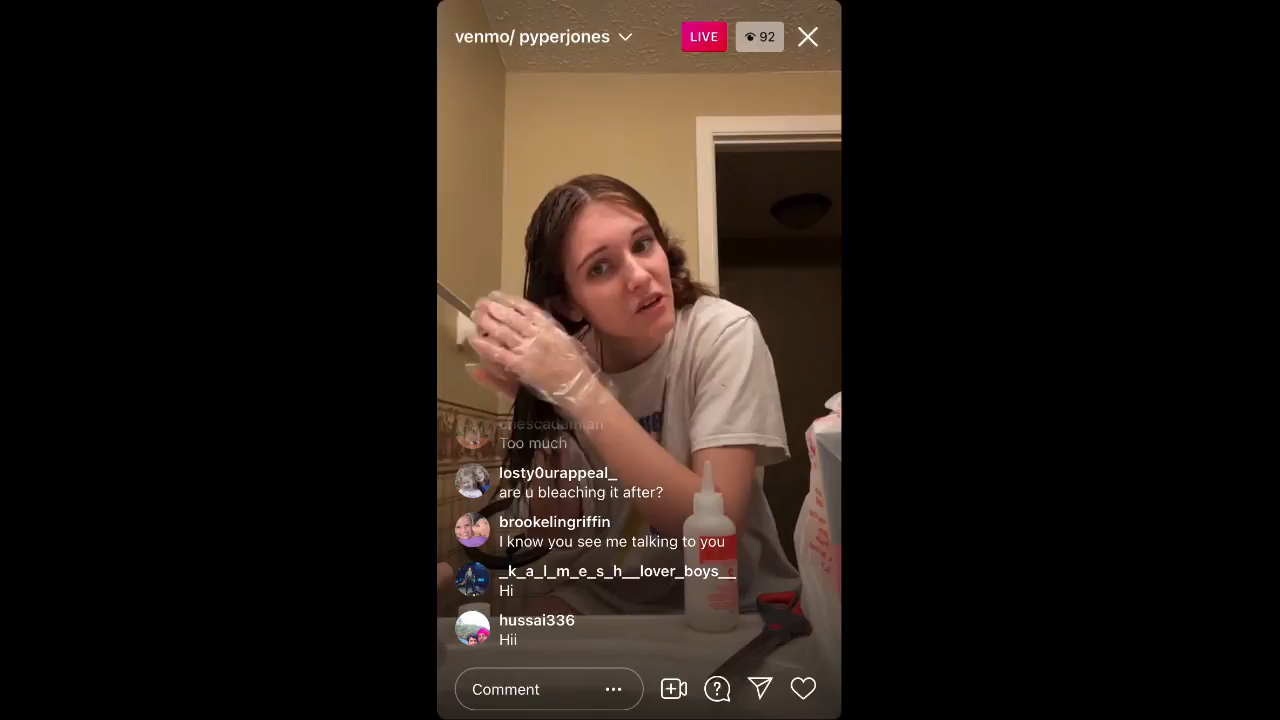 venmo/ pyperjones
LIVE
92
chescadamian
Too much
losty0urappeal_
are u bleaching it after?
brookelingriffin
I know you see me talking to you
_k_a_l_m_e_s_h__lover_boys__
Hi
hussai336
Hii
Comment